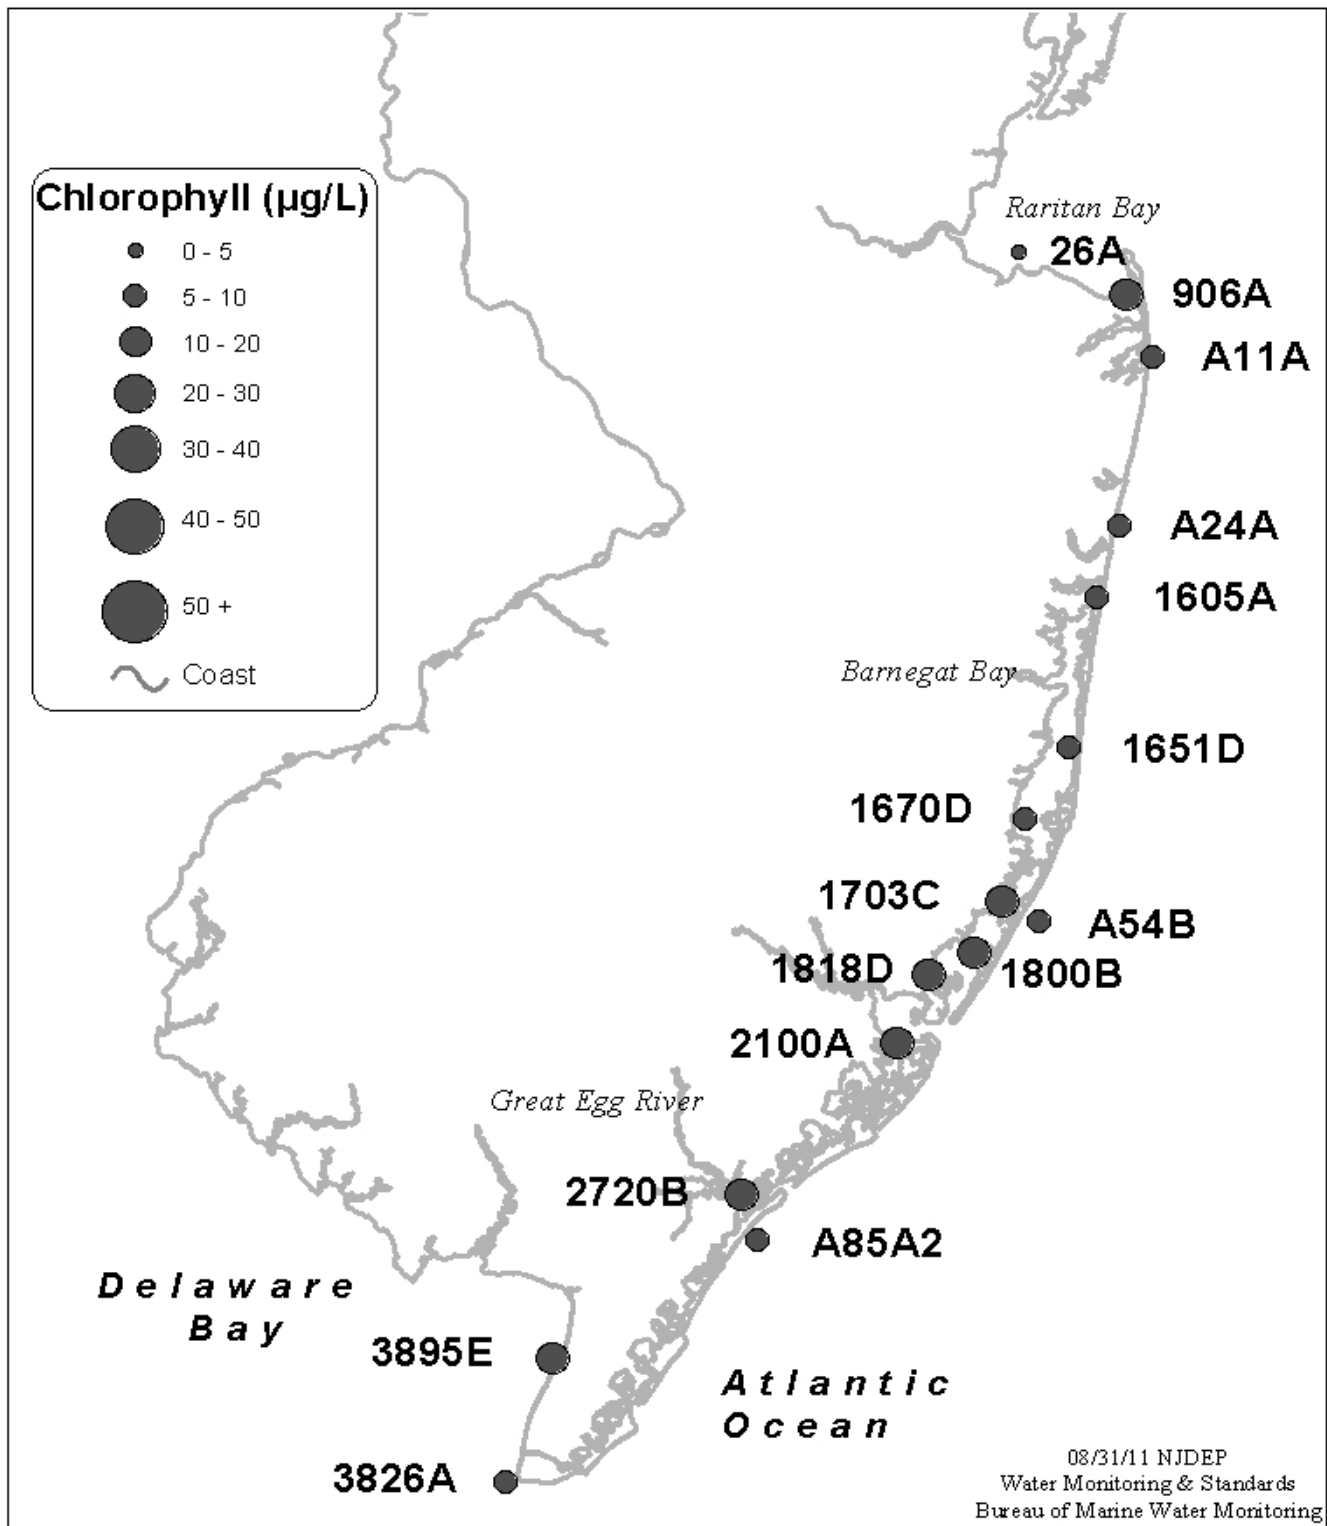 Chlorophyll (µg/L)
0 - 5
5 - 10
10 - 20
20 - 30
30 - 40
40 - 50
50 +
Coast
Raritan Bay
26A
906A
A11A
A24A
1605A
Barnegat Bay
1651D
1670D
1703C
A54B
1818D
1800B
2100A
Great Egg River
2720B
A85A2
Delaware
Bay
3895E
Atlantic
Ocean
3826A
08/31/11 NJDEP
Water Monitoring & Standards
Bureau of Marine Water Monitoring